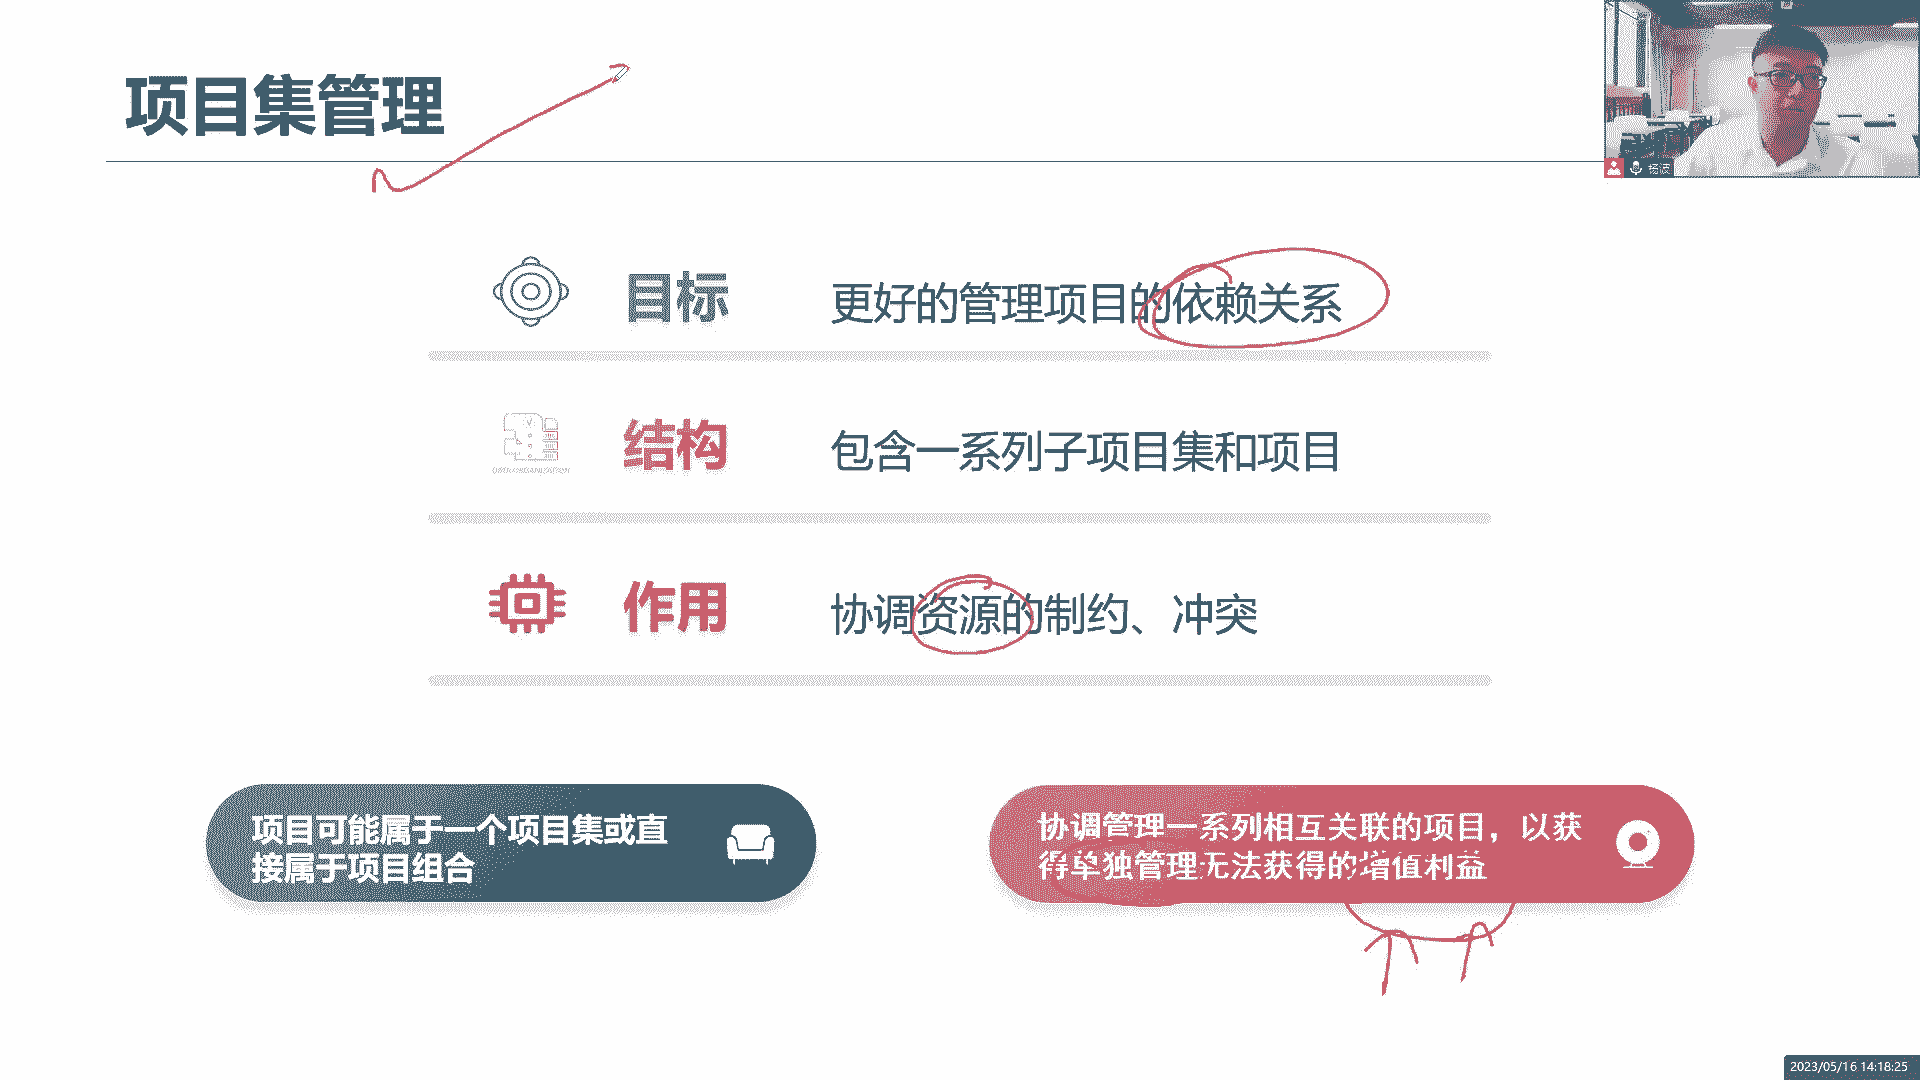 项目集管理
杨波
目标
更好的管理项目的依赖关系
结构
包含一系列子项目集和项目
作用
协调资源的制约、冲突
项目可能属于一个项目集或直
接属于项目组合
协调管理一系列相互关联的项目，以获
得单独管理无法获得的增值利益
2023/05/16 14:18:25